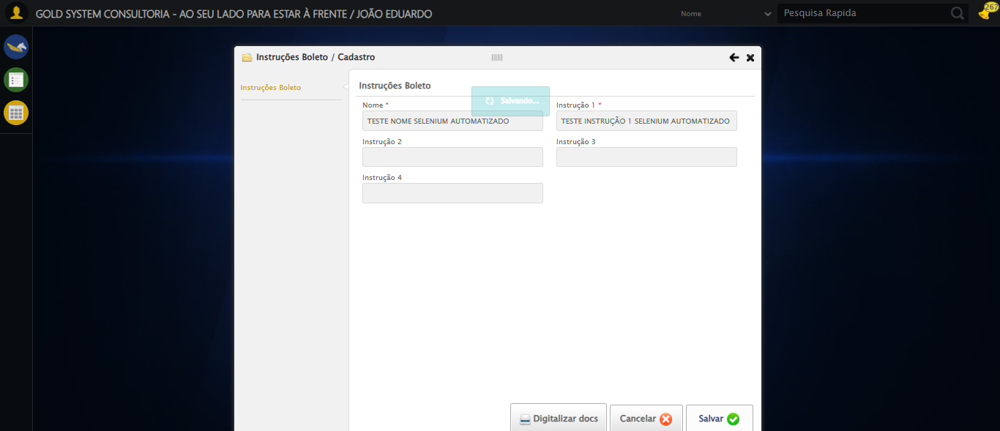 GOLD SYSTEM CONSULTORIA - AO SEU LADO PARA ESTAR À FRENTE / JOÃO EDUARDO
Nome
Pesquisa Rapida
267
Instruções Boleto / Cadastro
Instruções Boleto
Instruções Boleto
Salvando...
Nome *
Instrução 1 *
TESTE NOME SELENIUM AUTOMATIZADO
TESTE INSTRUÇÃO 1 SELENIUM AUTOMATIZADO
Instrução 2
Instrução 3
Instrução 4
Digitalizar docs
Cancelar
Salvar